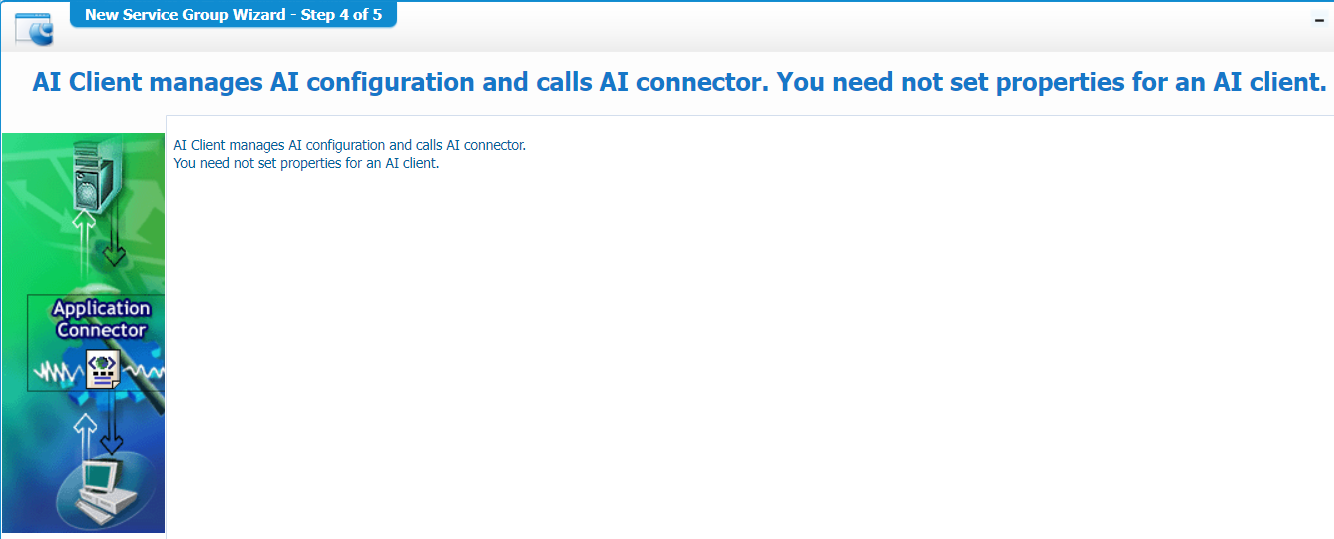 New Service Group Wizard - Step 4 of 5
AI Client manages AI configuration and calls AI connector. You need not set properties for an AI client.
AI Client manages AI configuration and calls AI connector.
You need not set properties for an AI client.
Application
Connector